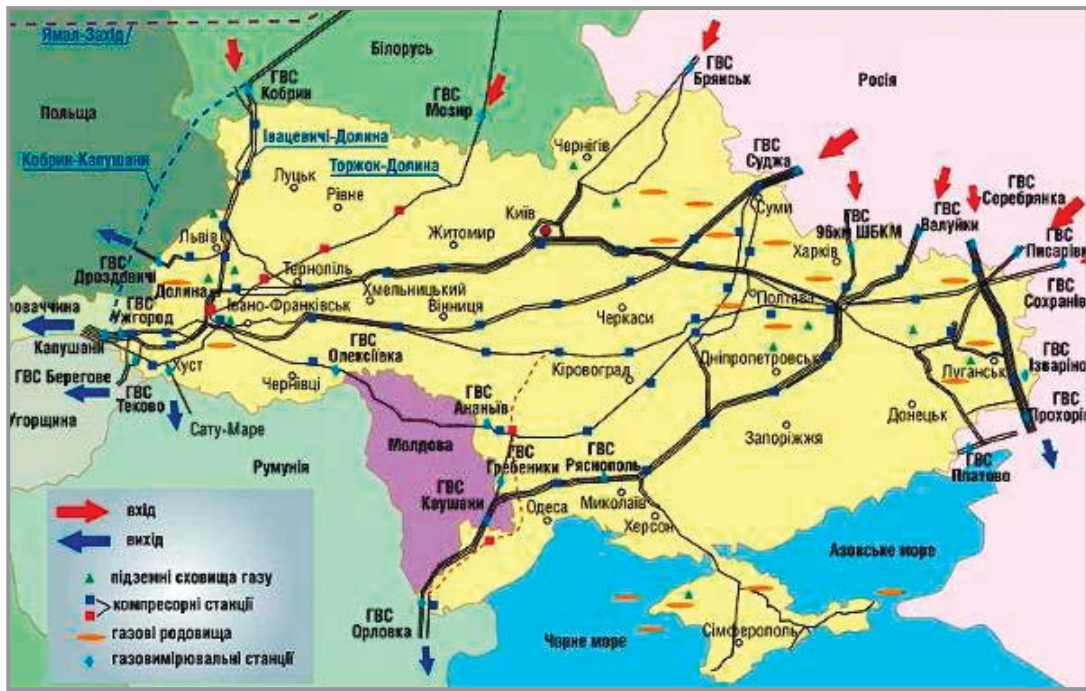 Ямал-Захід
Білорусь
ГВС
Брянськ
Росія
ГВС
Кобрин
ГВС
Мозир
Польща
Івацевичі-Долина
Чернігів
ГВС
Суджа
Кобрин-Капушани
Торжок-Долина
Луцьк
Рівне
Київ
Суми
ГВС
96км ШБКМ
ГВС
Валуйки
ГВС
Серебрянка
Львів
Житомир
Харків
ГВС
Писарівка
ГВС
Дроздовичі
Долина
Тернопіль
Хмельницький
Полтава
ГВС
Сохранівка
ловаччина
ГВС
Ужгород
Івано-Франківськ
Вінниця
Черкаси
Капушани
Хуст
ГВС
Олексіївка
Дніпропетровськ
Луганськ
ГВС
Ізваріно
ГВС Берегове
Чернівці
Кіровоград
ГВС
Теково
ГВС
Ананьїв
Донецьк
ГВС
Прохорів
Угорщина
Сату-Маре
Молдова
Запоріжжя
Румунія
ГВС
Гребеники
ГВС
Ряснопіль
ГВС
Платово
ГВС
Каушани
Одеса
Миколаїв
Херсон
вхід
вихід
Азовське море
підземні сховища газу
компресорні станції
газові родовища
газовимірювальні станції
ГВС
Орловка
Чорне море
Сімферополь